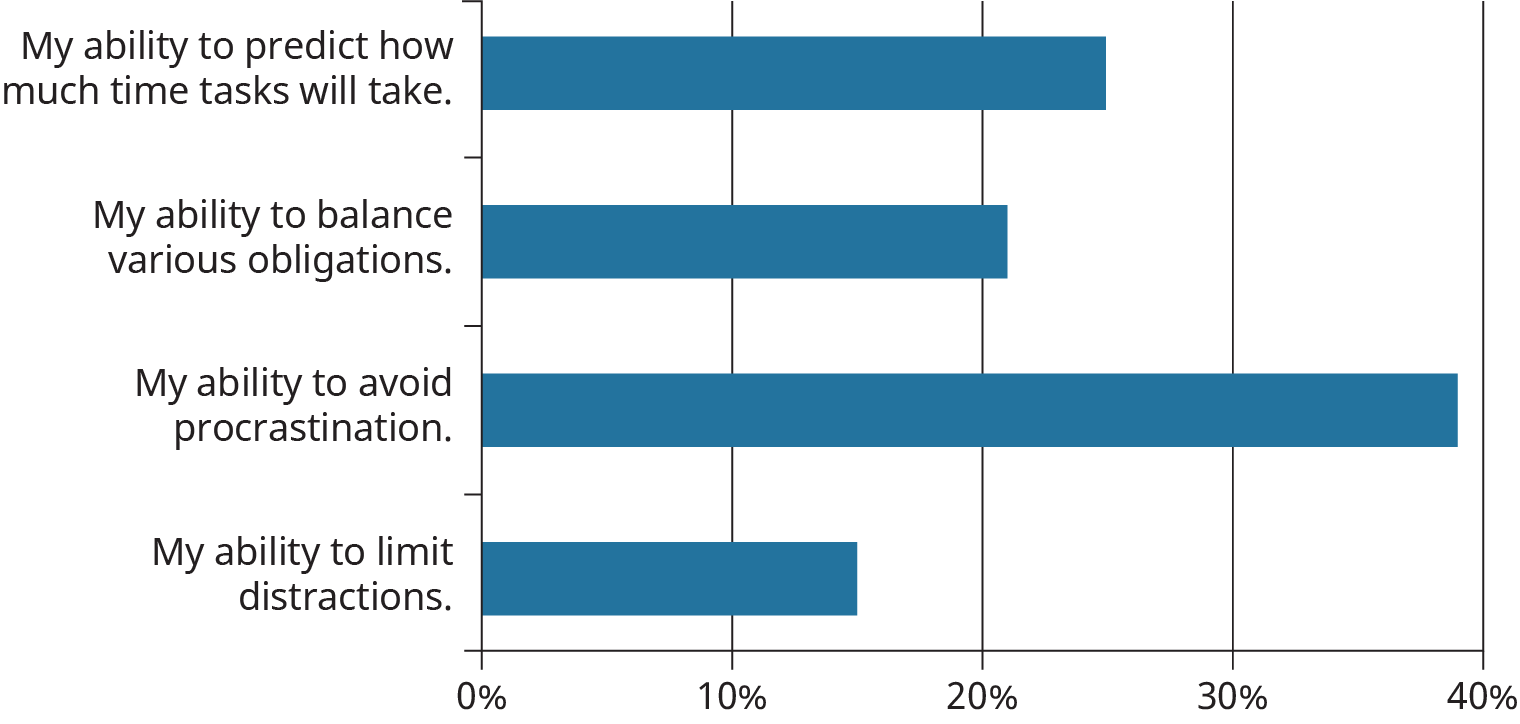 My ability to predict how
much time tasks will take.
My ability to balance
various obligations.
My ability to avoid
procrastination.
My ability to limit
distractions.
0% 10% 20% 30% 40%